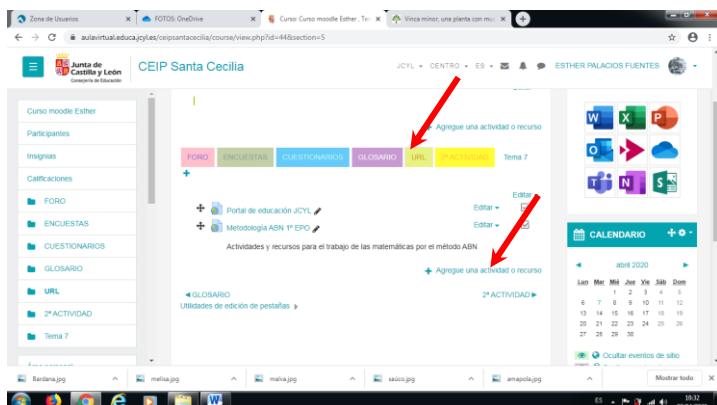 Zona de Usuarios
FOTOS: OneDrive
Curso: Curso moodle Esther , Ter
Vinca minor, una planta con mu
aulavirtual.educa.jcyl.es/ceipsantacecilia/course/view.php?id=44&section=5
Junta de
Castilla y León
Consejería de Educación
CEIP Santa Cecilia
JCYL
CENTRO
ES
ESTHER PALACIOS FUENTES
Curso moodle Esther
Participantes
Insignias
Calificaciones
FORO
ENCUESTAS
CUESTIONARIOS
GLOSARIO
URL
2ª ACTIVIDAD
Tema 7
Agregue una actividad o recurso
FORO
ENCUESTAS
CUESTIONARIOS
GLOSARIO
URL
2ª ACTIVIDAD
Tema 7
Editar
Portal de educación JCYL
Editar
Metodología ABN 1º EPO
Editar
Actividades y recursos para el trabajo de las matemáticas por el método ABN
Agregue una actividad o recurso
GLOSARIO
2ª ACTIVIDAD
Utilidades de edición de pestañas
W
X
P
O
N
S
CALENDARIO
abril 2020
Lun Mar Mié Jue Vie Sáb Dom
1 2 3 4 5
6 7 8 9 10 11 12
13 14 15 16 17 18 19
20 21 22 23 24 25 26
27 28 29 30
Ocultar eventos de sitio
Bardana.jpg
melisa.jpg
malva.jpg
saúco.jpg
amapola.jpg
Mostrar todo
ES
10:32